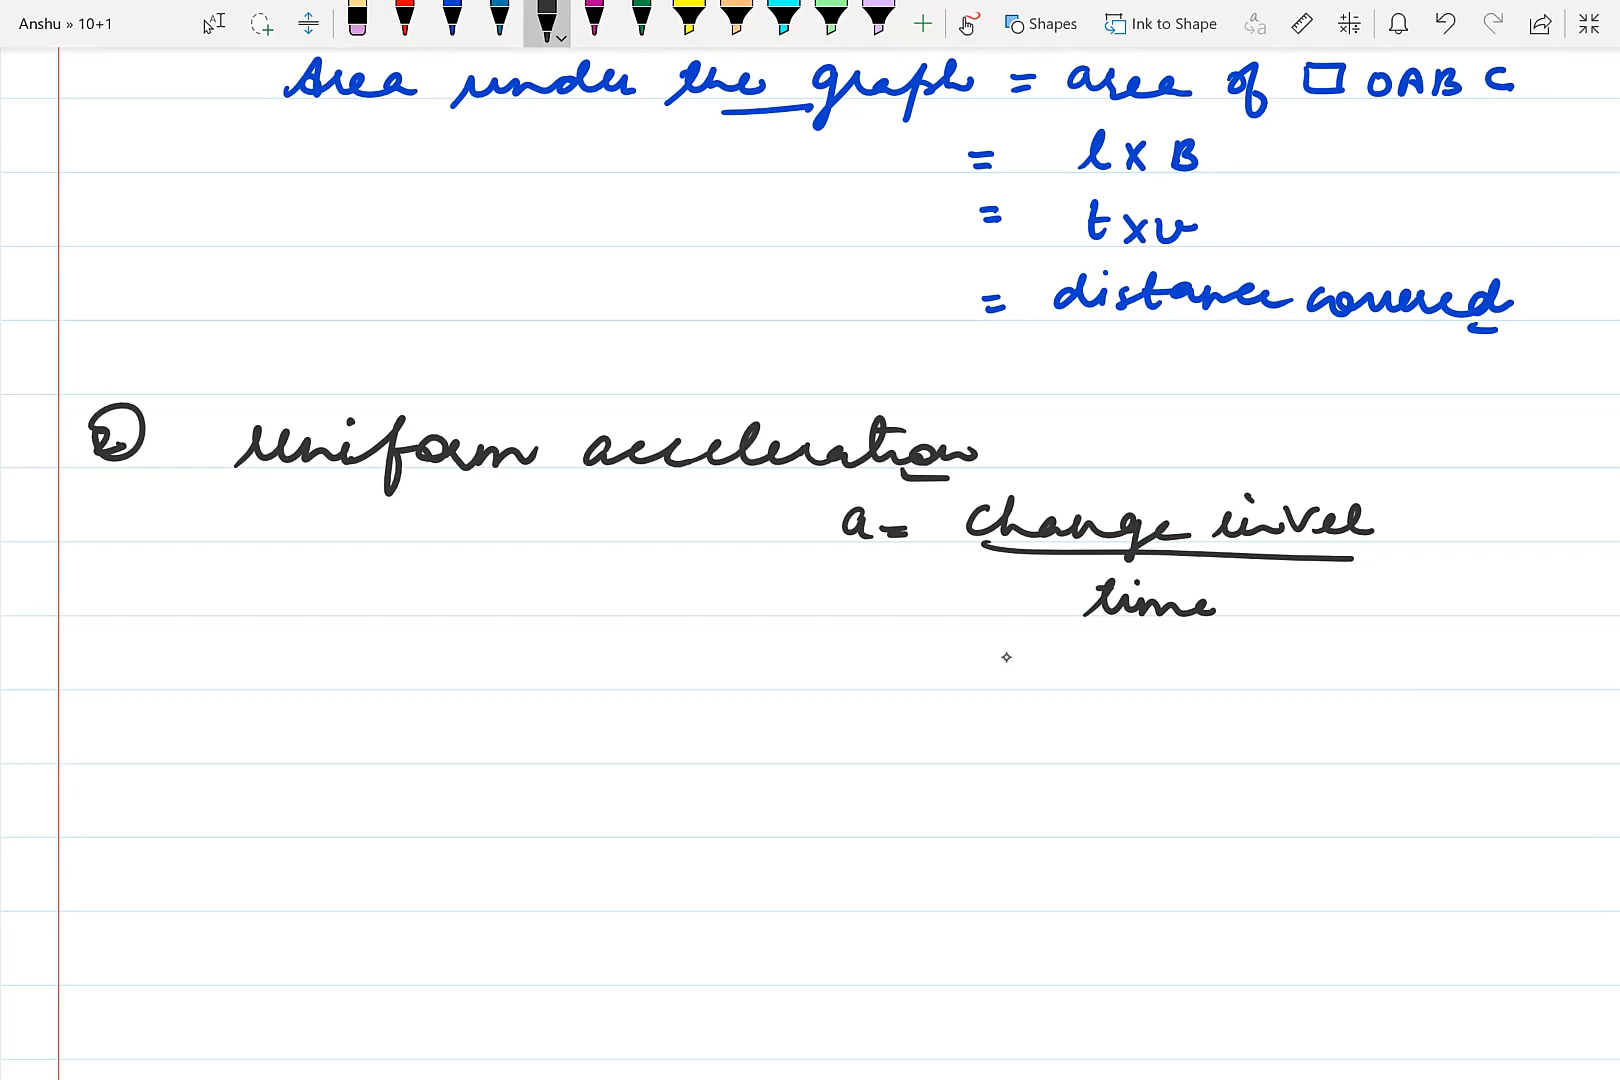 Anshu » 10+1 Shapes Ink to Shape
Area under the graph = area of □ OABC
= l x B
= t x v
= distance covered
② uniform acceleration
a = change in vel
time